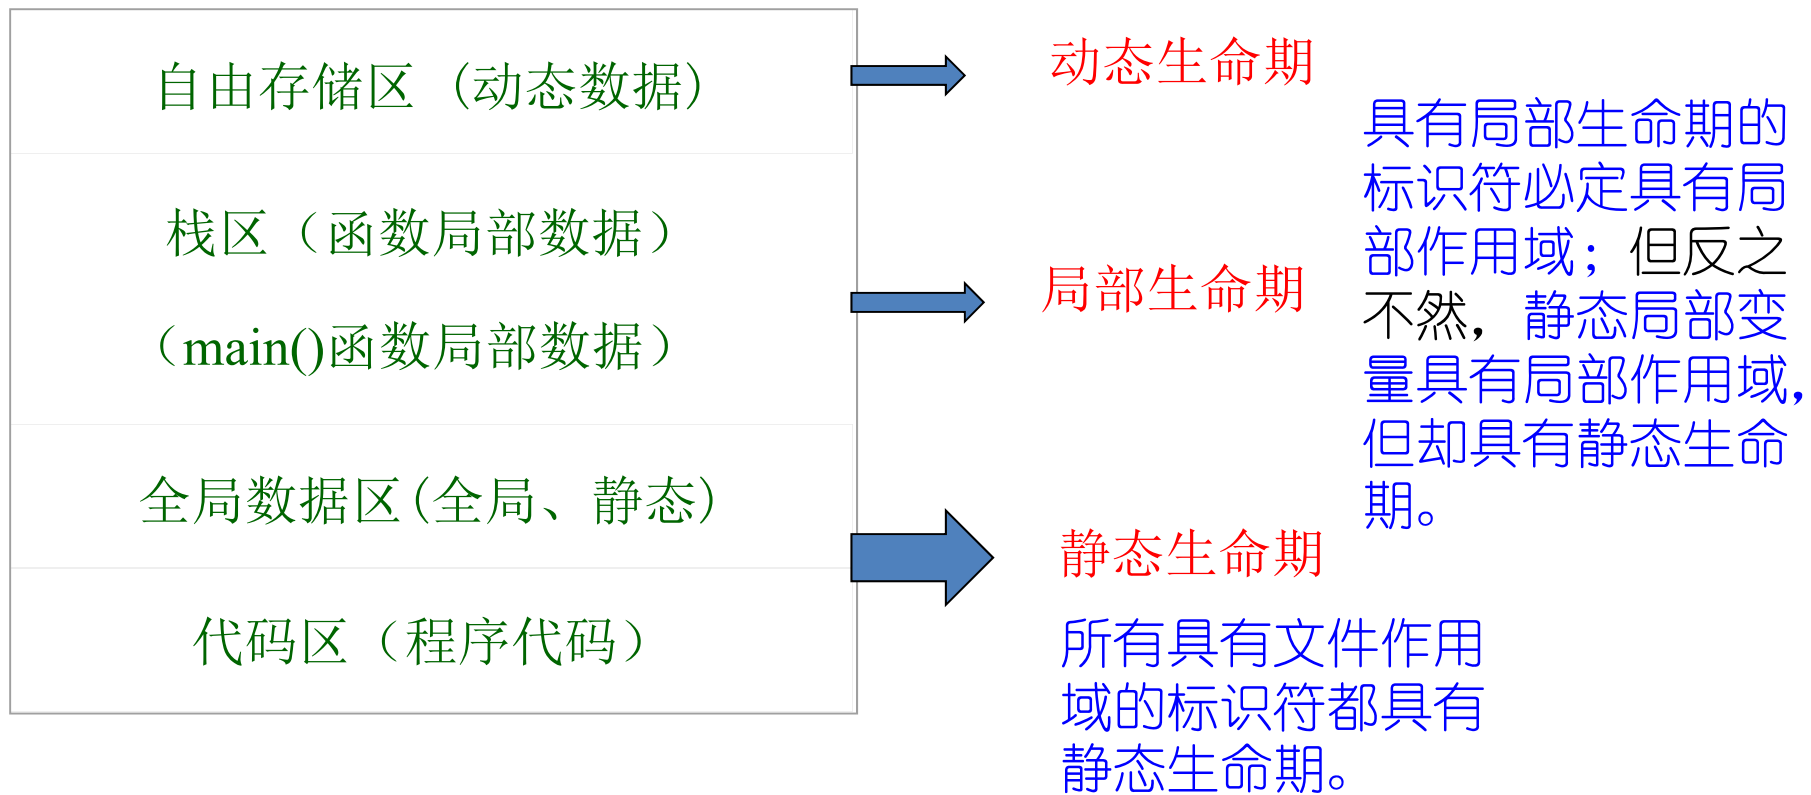 自由存储区 (动态数据)
栈区（函数局部数据）
（main()函数局部数据）
全局数据区(全局、静态)
代码区（程序代码）
动态生命期
局部生命期
静态生命期
具有局部生命期的
标识符必定具有局
部作用域；但反之
不然，静态局部变
量具有局部作用域，
但却具有静态生命
期。
所有具有文件作用
域的标识符都具有
静态生命期。